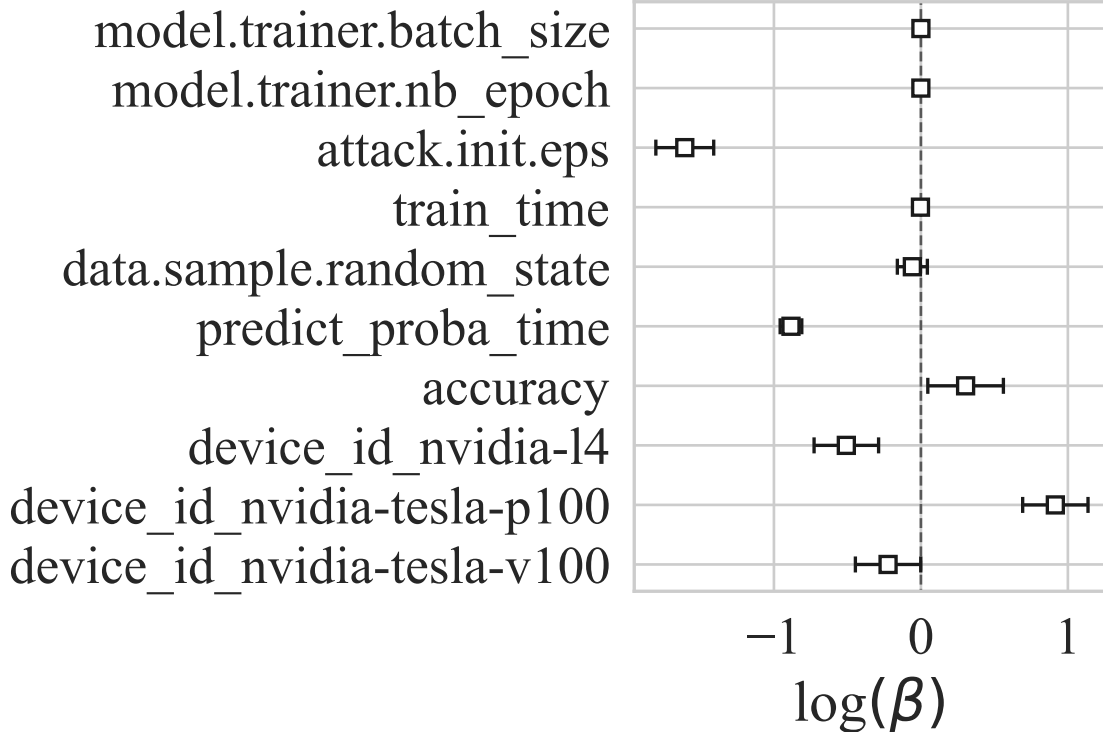 model.trainer.batch_size
model.trainer.nb_epoch
attack.init.eps
train_time
data.sample.random_state
predict_proba_time
accuracy
device_id_nvidia-l4
device_id_nvidia-tesla-p100
device_id_nvidia-tesla-v100
−1 0 1
log(β)